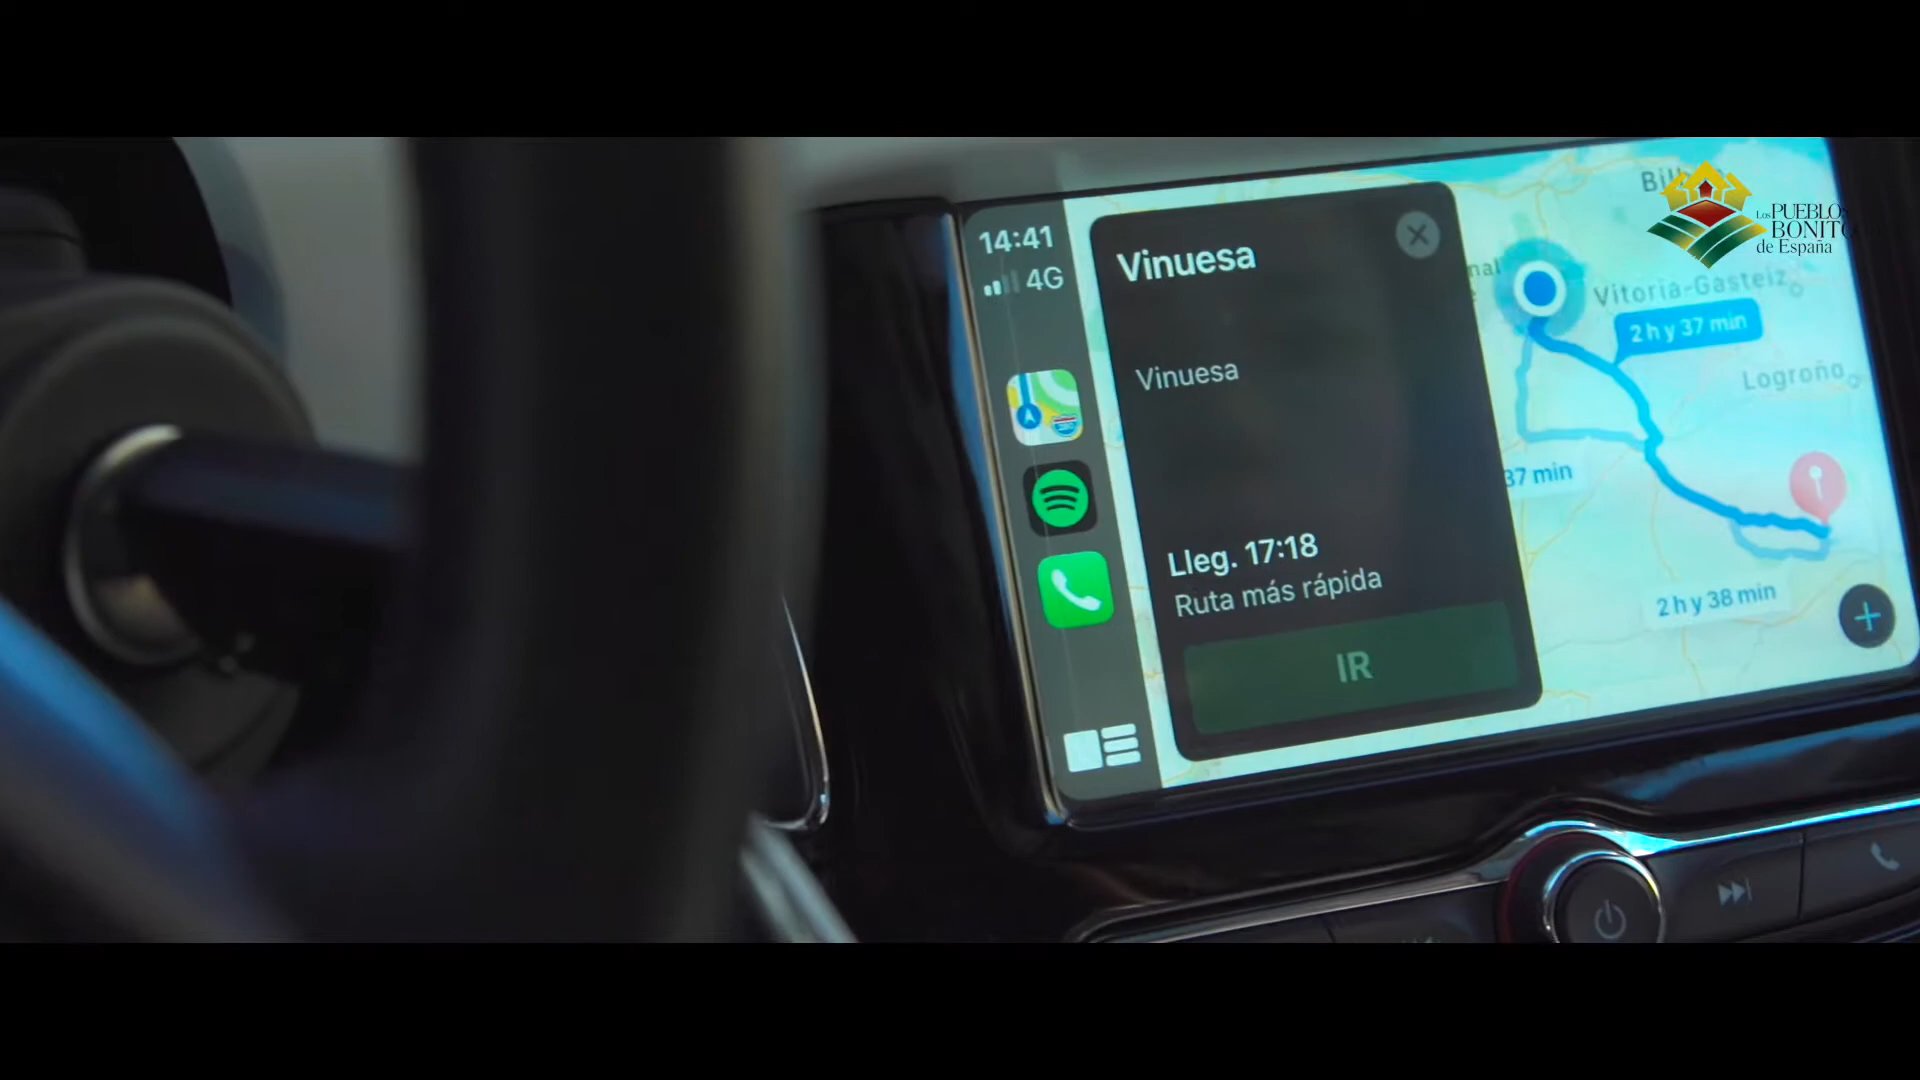 14:41
4G
Vinuesa
Vinuesa
Lleg. 17:18
Ruta más rápida
IR
Vitoria-Gasteiz
2 h y 37 min
Logroño
37 min
2 h y 38 min
Los PUEBLOS
BONITO
de España